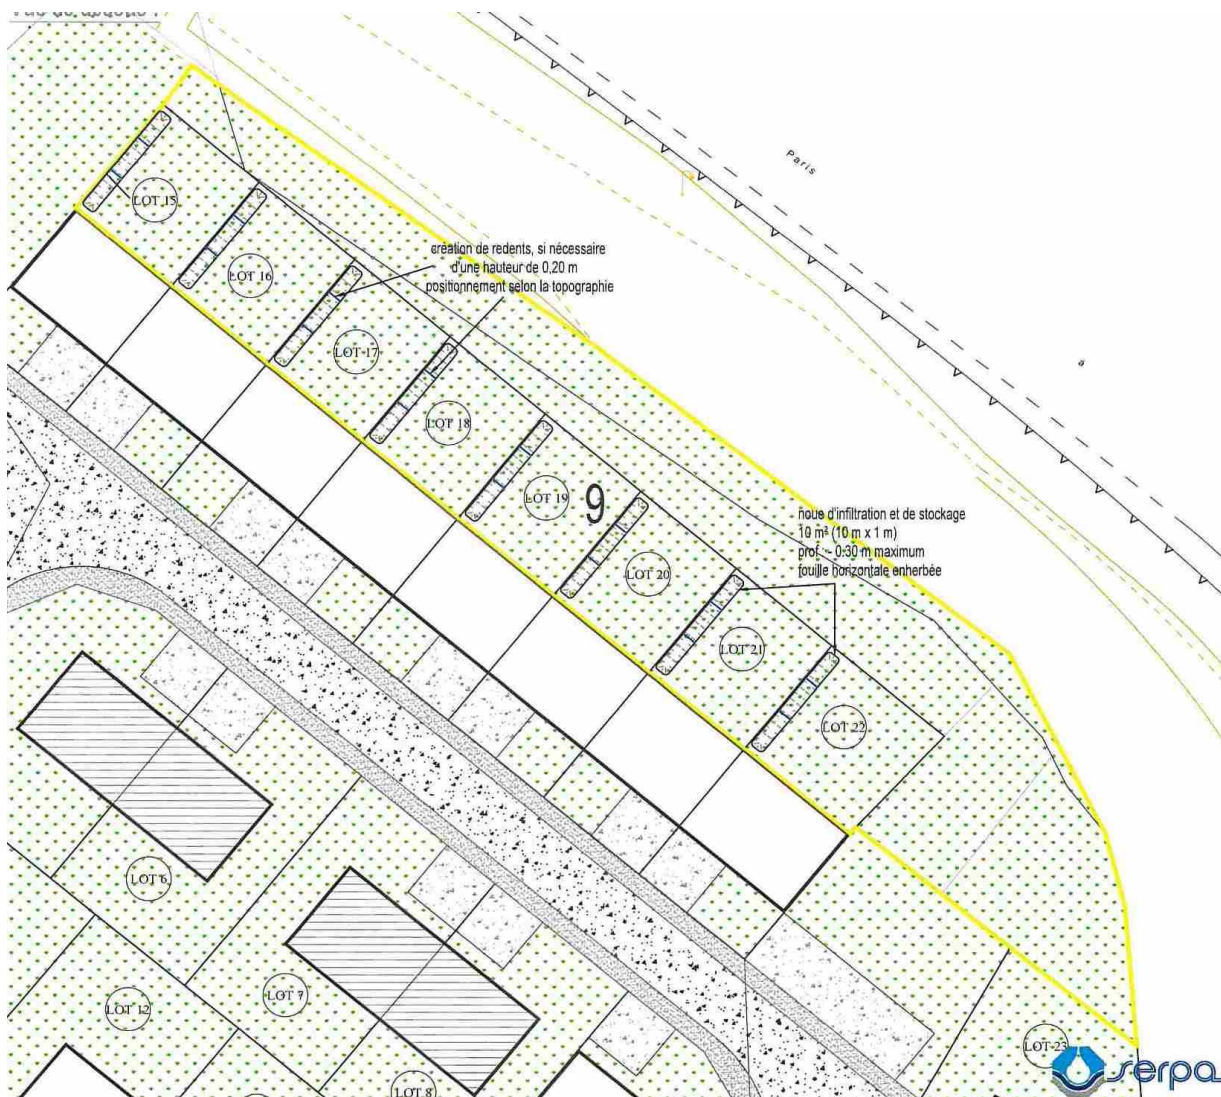 Paris
à
LOT 15
création de redents, si nécessaire
d'une hauteur de 0,20 m
positionnement selon la topographie
LOT 16
LOT 17
LOT 18
LOT 19
9
noue d'infiltration et de stockage
10 m² (10 m x 1 m)
prof. - 0.30 m maximum
fouille horizontale enherbée
LOT 20
LOT 21
LOT 22
LOT 6
LOT 7
LOT 12
LOT 23
serpa
LOT 8